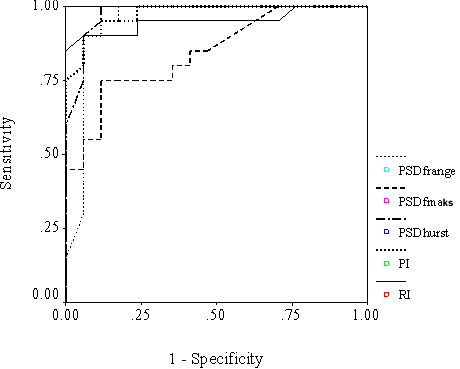 1.00
.75
.50
.25
0.00
Sensitivity
0.00
.25
.50
.75
1.00
1 - Specificity
PSDfrange
PSDfmaks
PSDhurst
PI
RI